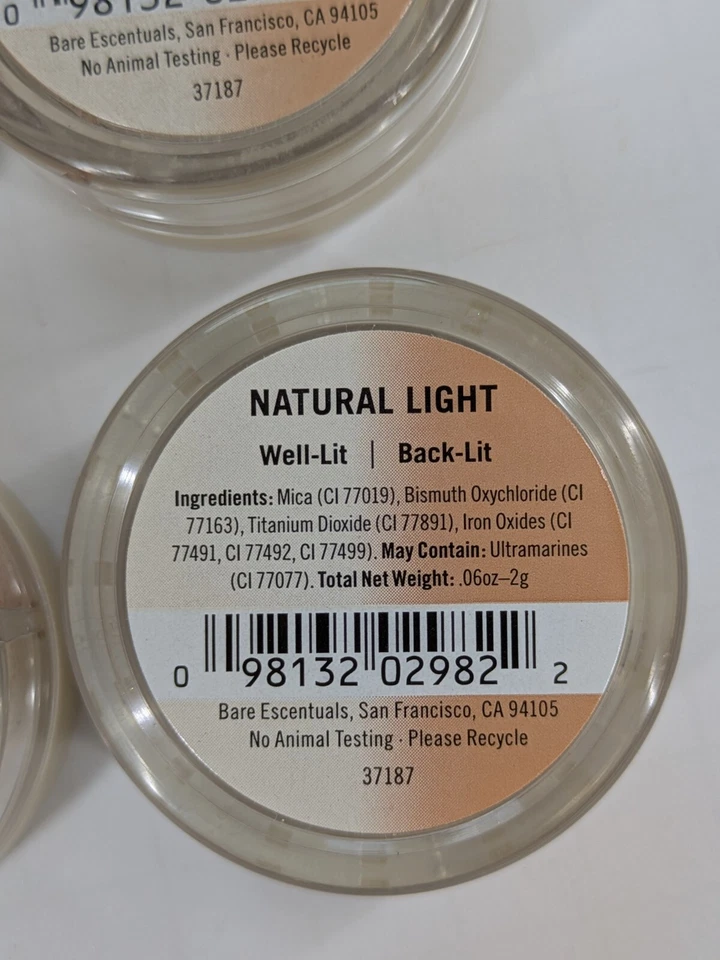 0 98132
Bare Escentuals, San Francisco, CA 94105
No Animal Testing · Please Recycle
37187
NATURAL LIGHT
Well-Lit | Back-Lit
Ingredients: Mica (CI 77019), Bismuth Oxychloride (CI
77163), Titanium Dioxide (CI 77891), Iron Oxides (CI
77491, CI 77492, CI 77499). May Contain: Ultramarines
(CI 77077). Total Net Weight: .06oz–2g
0 98132 02982 2
Bare Escentuals, San Francisco, CA 94105
No Animal Testing · Please Recycle
37187